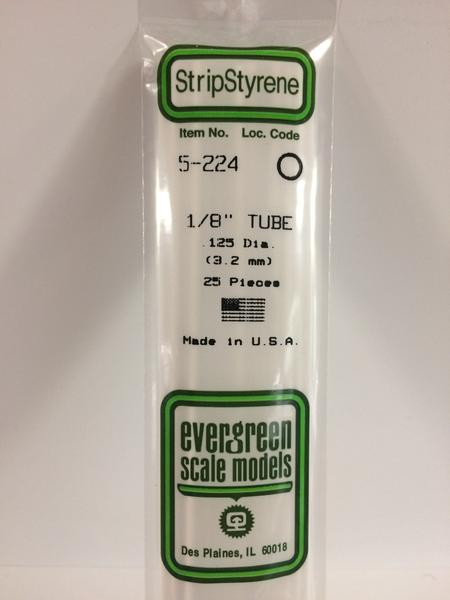 StripStyrene
Item No. Loc. Code
S-224
1/8" TUBE
.125 Dia.
(3.2 mm)
25 Pieces
Made in U.S.A.
evergreen
scale models
Des Plaines, IL 60018